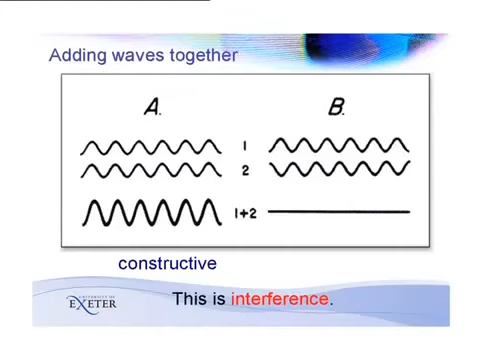 Adding waves together
A. B.
1
2
1+2
constructive
This is interference.
UNIVERSITY OF
EXETER